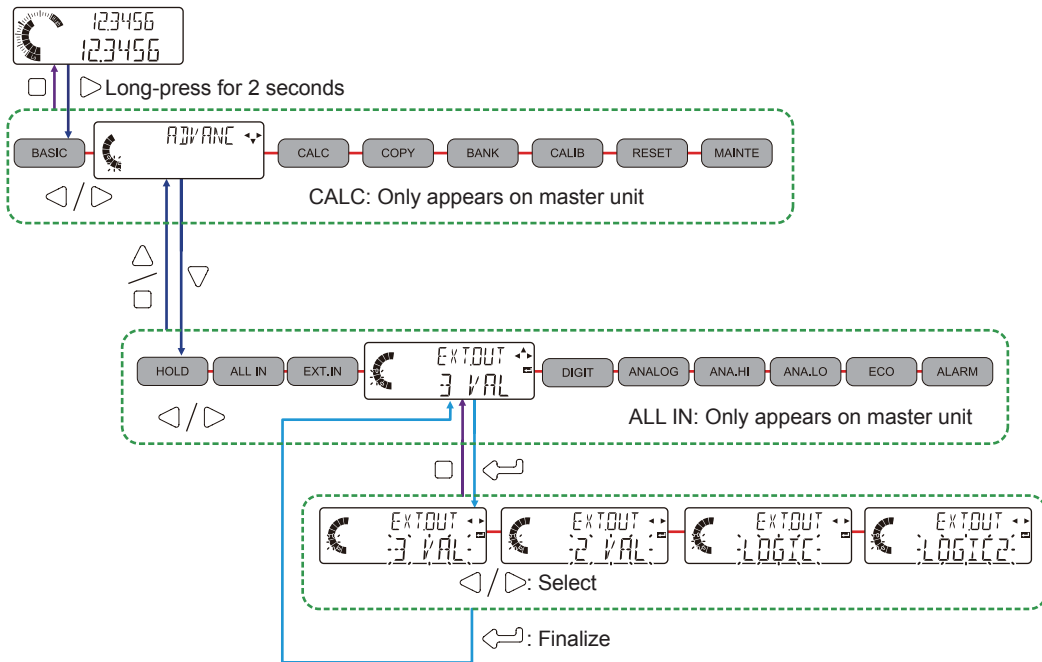 12.3456
12.3456
Long-press for 2 seconds
BASIC ADVANC CALC COPY BANK CALIB RESET MAINTE
/
CALC: Only appears on master unit
HOLD ALL IN EXT.IN EXT.OUT DIGIT ANALOG ANA.HI ANA.LO ECO ALARM
3 VAL
/
ALL IN: Only appears on master unit
EXT.OUT EXT.OUT EXT.OUT EXT.OUT
-3 VAL- -2 VAL- -LOGIC- -LOGIC2-
/ : Select
: Finalize